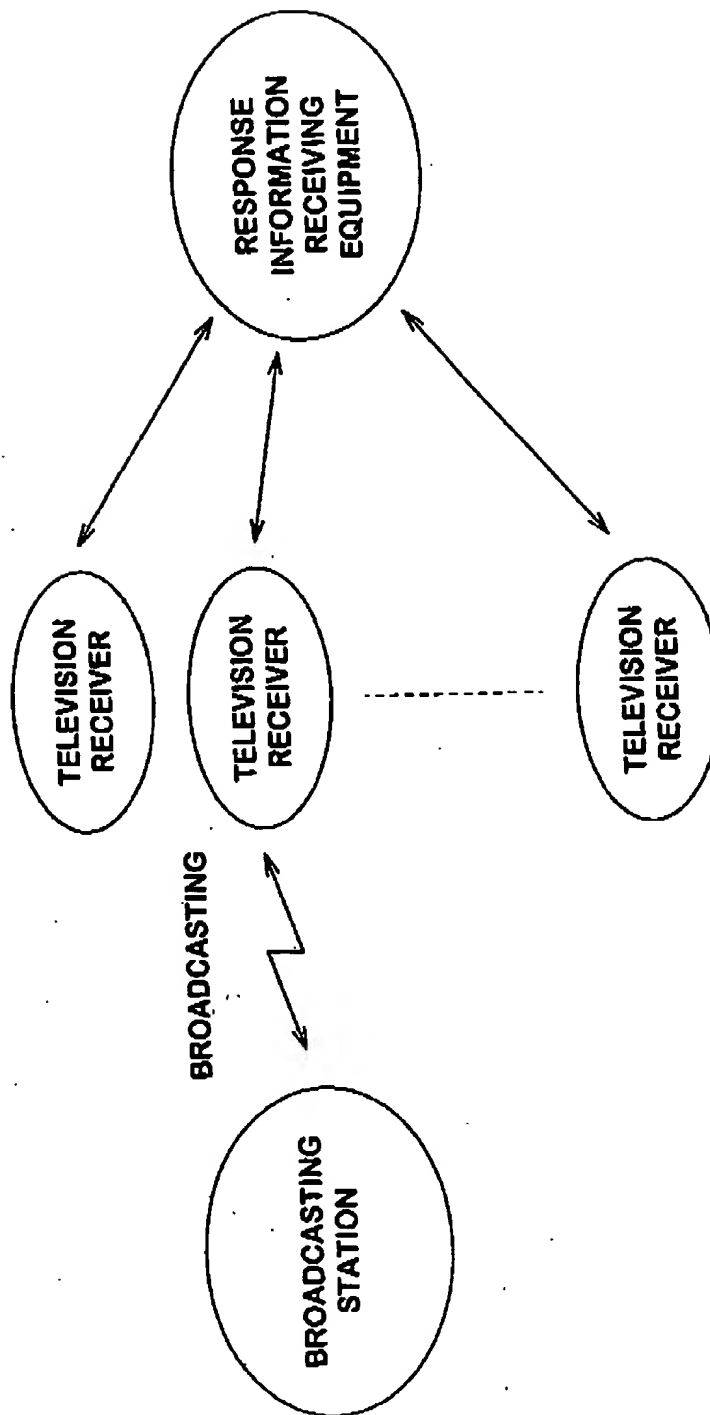 BROADCASTING
STATION
BROADCASTING
TELEVISION
RECEIVER
TELEVISION
RECEIVER
TELEVISION
RECEIVER
RESPONSE
INFORMATION
RECEIVING
EQUIPMENT